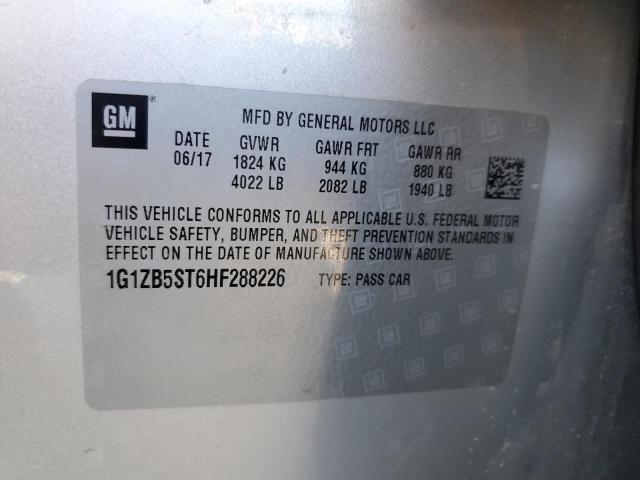 GM ®
MFD BY GENERAL MOTORS LLC
DATE GVWR GAWR FRT GAWR RR
06/17 1824 KG 944 KG 880 KG
4022 LB 2082 LB 1940 LB
THIS VEHICLE CONFORMS TO ALL APPLICABLE U.S. FEDERAL MOTOR
VEHICLE SAFETY, BUMPER, AND THEFT PREVENTION STANDARDS IN
EFFECT ON THE DATE OF MANUFACTURE SHOWN ABOVE.
1G1ZB5ST6HF288226 TYPE: PASS CAR